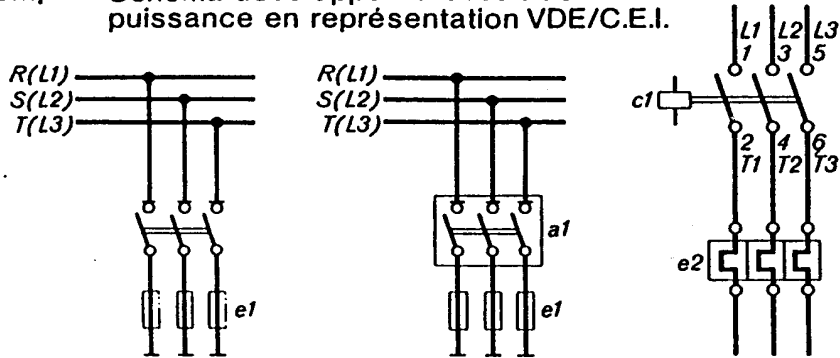 puissance en représentation VDE/C.E.I.
R(L1)
S(L2)
T(L3)
e1
R(L1)
S(L2)
T(L3)
a1
e1
L1 L2 L3
1 3 5
c1
2 4 6
T1 T2 T3
e2